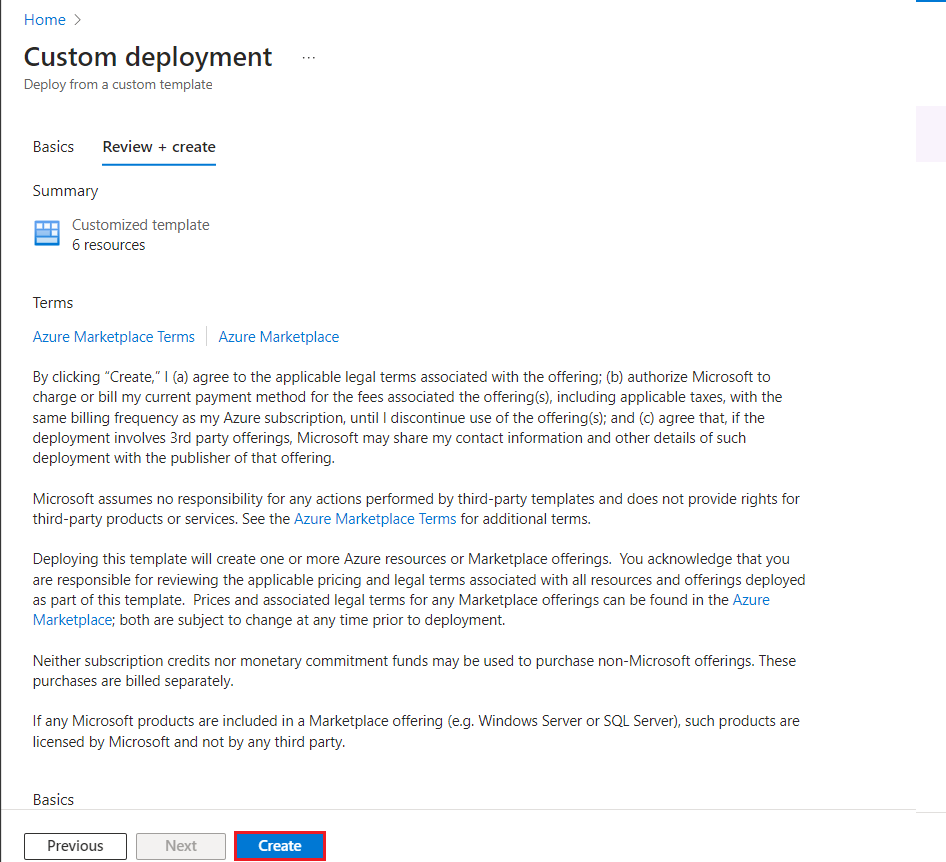 Home >
Custom deployment ...
Deploy from a custom template
Basics Review + create
Summary
Customized template
6 resources
Terms
Azure Marketplace Terms Azure Marketplace
By clicking “Create,” I (a) agree to the applicable legal terms associated with the offering; (b) authorize Microsoft to
charge or bill my current payment method for the fees associated the offering(s), including applicable taxes, with the
same billing frequency as my Azure subscription, until I discontinue use of the offering(s); and (c) agree that, if the
deployment involves 3rd party offerings, Microsoft may share my contact information and other details of such
deployment with the publisher of that offering.
Microsoft assumes no responsibility for any actions performed by third-party templates and does not provide rights for
third-party products or services. See the Azure Marketplace Terms for additional terms.
Deploying this template will create one or more Azure resources or Marketplace offerings. You acknowledge that you
are responsible for reviewing the applicable pricing and legal terms associated with all resources and offerings deployed
as part of this template. Prices and associated legal terms for any Marketplace offerings can be found in the Azure
Marketplace; both are subject to change at any time prior to deployment.
Neither subscription credits nor monetary commitment funds may be used to purchase non-Microsoft offerings. These
purchases are billed separately.
If any Microsoft products are included in a Marketplace offering (e.g. Windows Server or SQL Server), such products are
licensed by Microsoft and not by any third party.
Basics
Previous Next Create